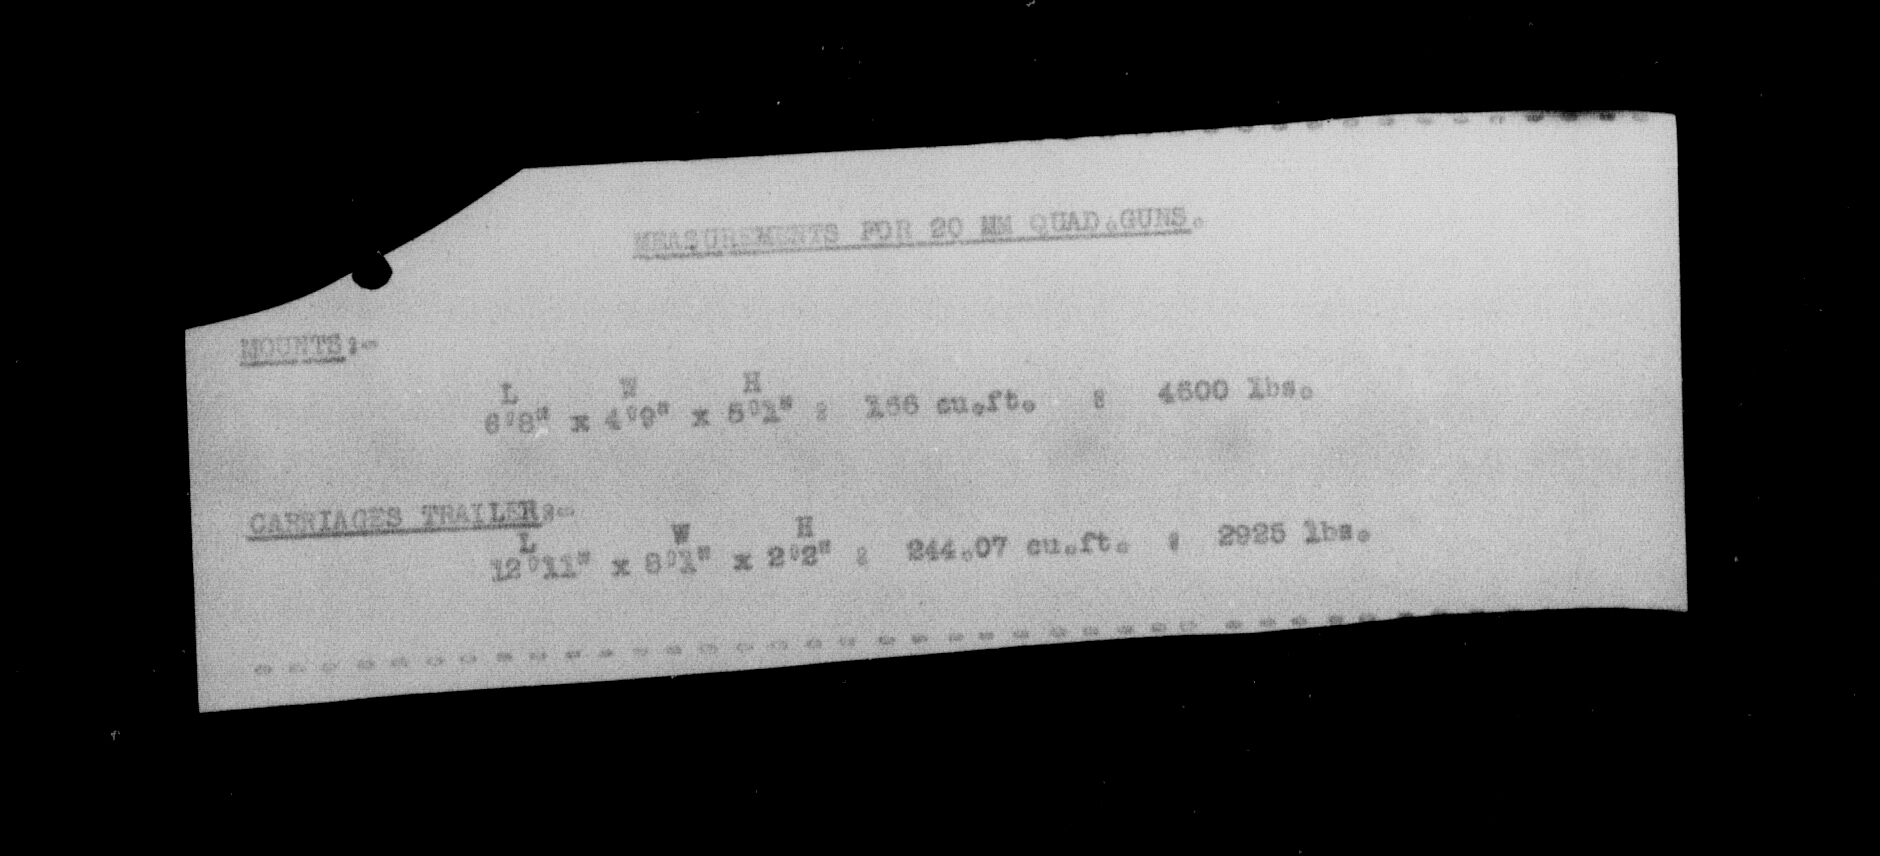 MEASUREMENTS FOR 20 MM QUAD.GUNS.
MOUNTS:-
L W H
6'8" x 4'9" x 5'1" : 166 cu.ft. : 4600 lbs.
CARRIAGES TRAILER:-
L W H
12'11" x 8'1" x 2'2" : 244.07 cu.ft. : 2925 lbs.